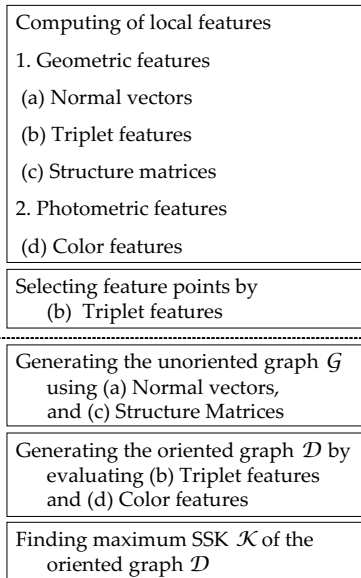 Computing of local features
1. Geometric features
(a) Normal vectors
(b) Triplet features
(c) Structure matrices
2. Photometric features
(d) Color features
Selecting feature points by
(b) Triplet features
Generating the unoriented graph 𝒢
using (a) Normal vectors,
and (c) Structure Matrices
Generating the oriented graph 𝒟 by
evaluating (b) Triplet features
and (d) Color features
Finding maximum SSK 𝒦 of the
oriented graph 𝒟